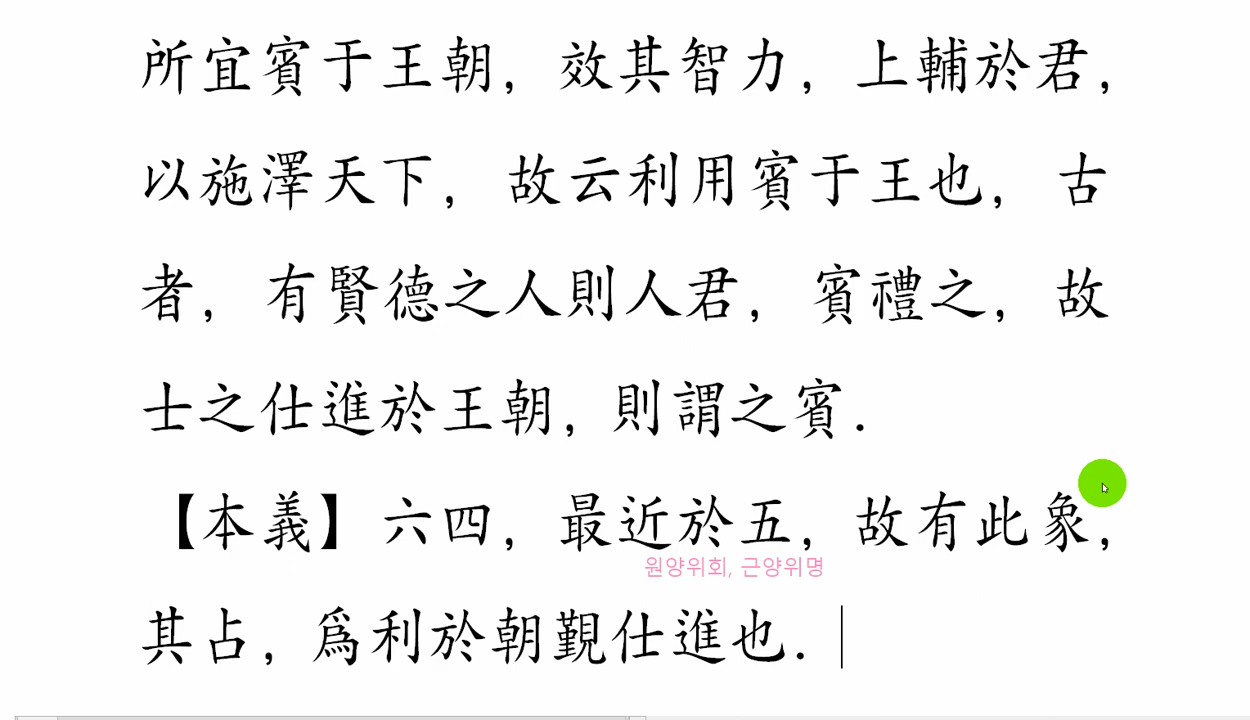 所宜賓于王朝, 效其智力, 上輔於君,
以施澤天下, 故云利用賓于王也, 古
者, 有賢德之人則人君, 賓禮之, 故
士之仕進於王朝, 則謂之賓.
【本義】 六四, 最近於五, 故有此象,
원양위회, 근양위명
其占, 爲利於朝覲仕進也.